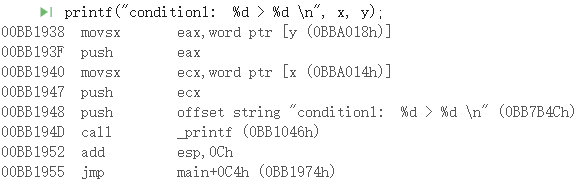 printf("condition1:  %d > %d \n", x, y);
00BB1938  movsx  eax,word ptr [y (0BBA018h)]
00BB193F  push  eax
00BB1940  movsx  ecx,word ptr [x (0BBA014h)]
00BB1947  push  ecx
00BB1948  push  offset string "condition1:  %d > %d \n" (0BB7B4Ch)
00BB194D  call  _printf (0BB1046h)
00BB1952  add  esp,0Ch
00BB1955  jmp  main+0C4h (0BB1974h)